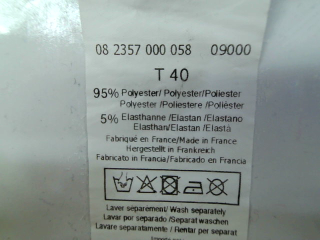 08 2357 000 058 09000
T 40
95% Polyester/ Polyester/Poliester
Polyester /Poliestere /Poliéster
5% Elasthanne /Elastan /Elastano
Elasthan/Elastan /Elastà
Fabriqué en France/Made in France
Hergestellt in Frankreich
Fabricato in Francia/Fabricado en Francia
Laver separement/ Wash separately
Lavar por separado /Separat waschen
Lavare separatamente / Rentar per separat